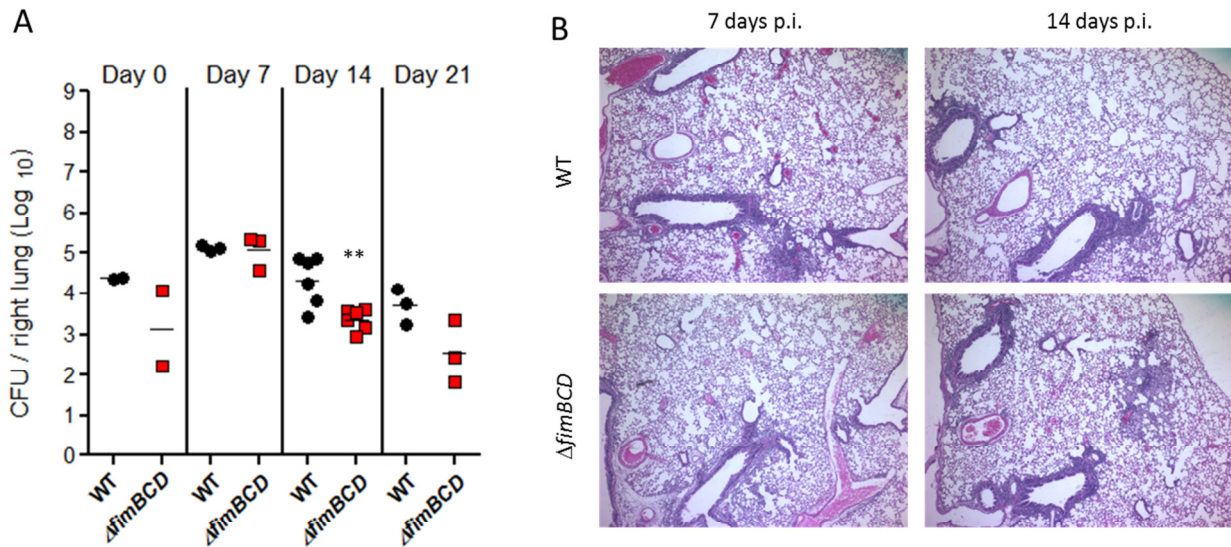 A
Day 0 Day 7 Day 14 Day 21
CFU / right lung (Log 10)
9
8
7
6
5
4
3
2
1
0
**
WT ΔfimBCD WT ΔfimBCD WT ΔfimBCD WT ΔfimBCD
B
7 days p.i. 14 days p.i.
WT
ΔfimBCD